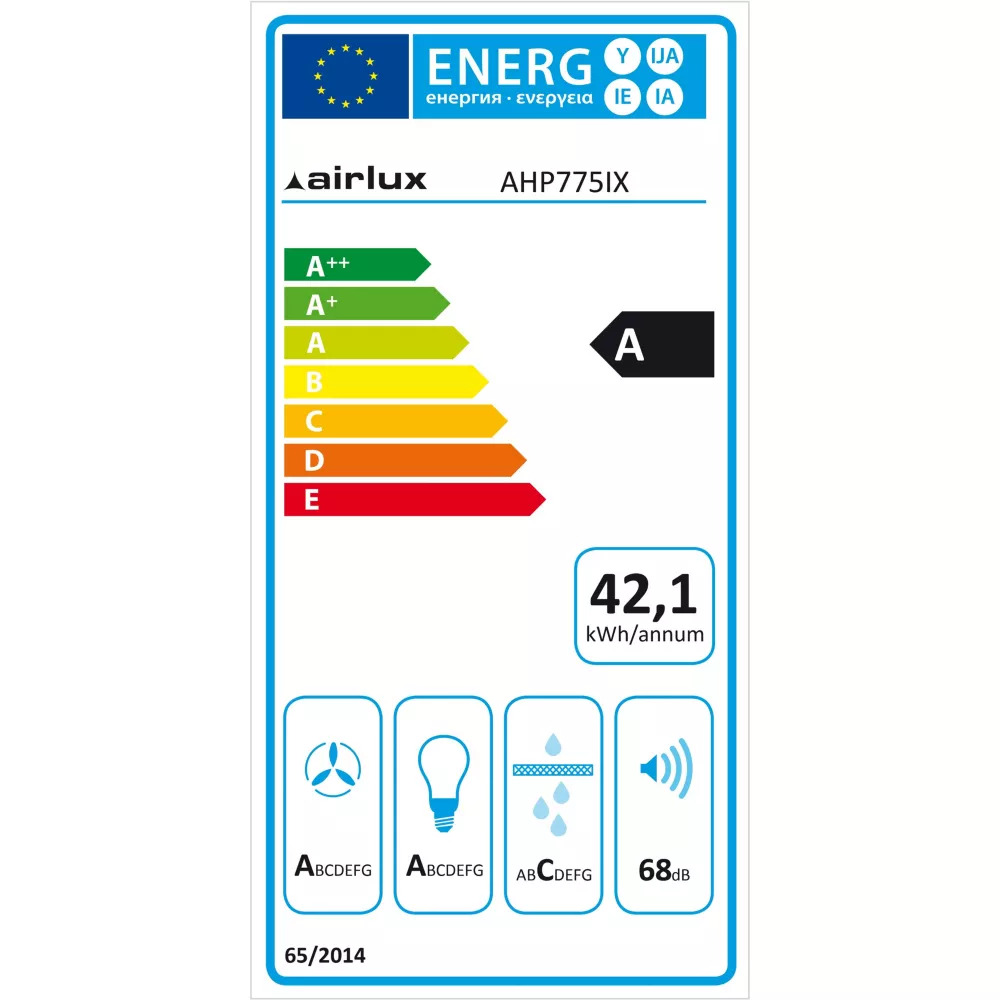 ENERG
енергия · ενεργεια
Y
IJA
IE
IA
airlux
AHP775IX
A++
A+
A
B
C
D
E
A
42,1
kWh/annum
ABCDEFG
ABCDEFG
ABCDEFG
68dB
65/2014